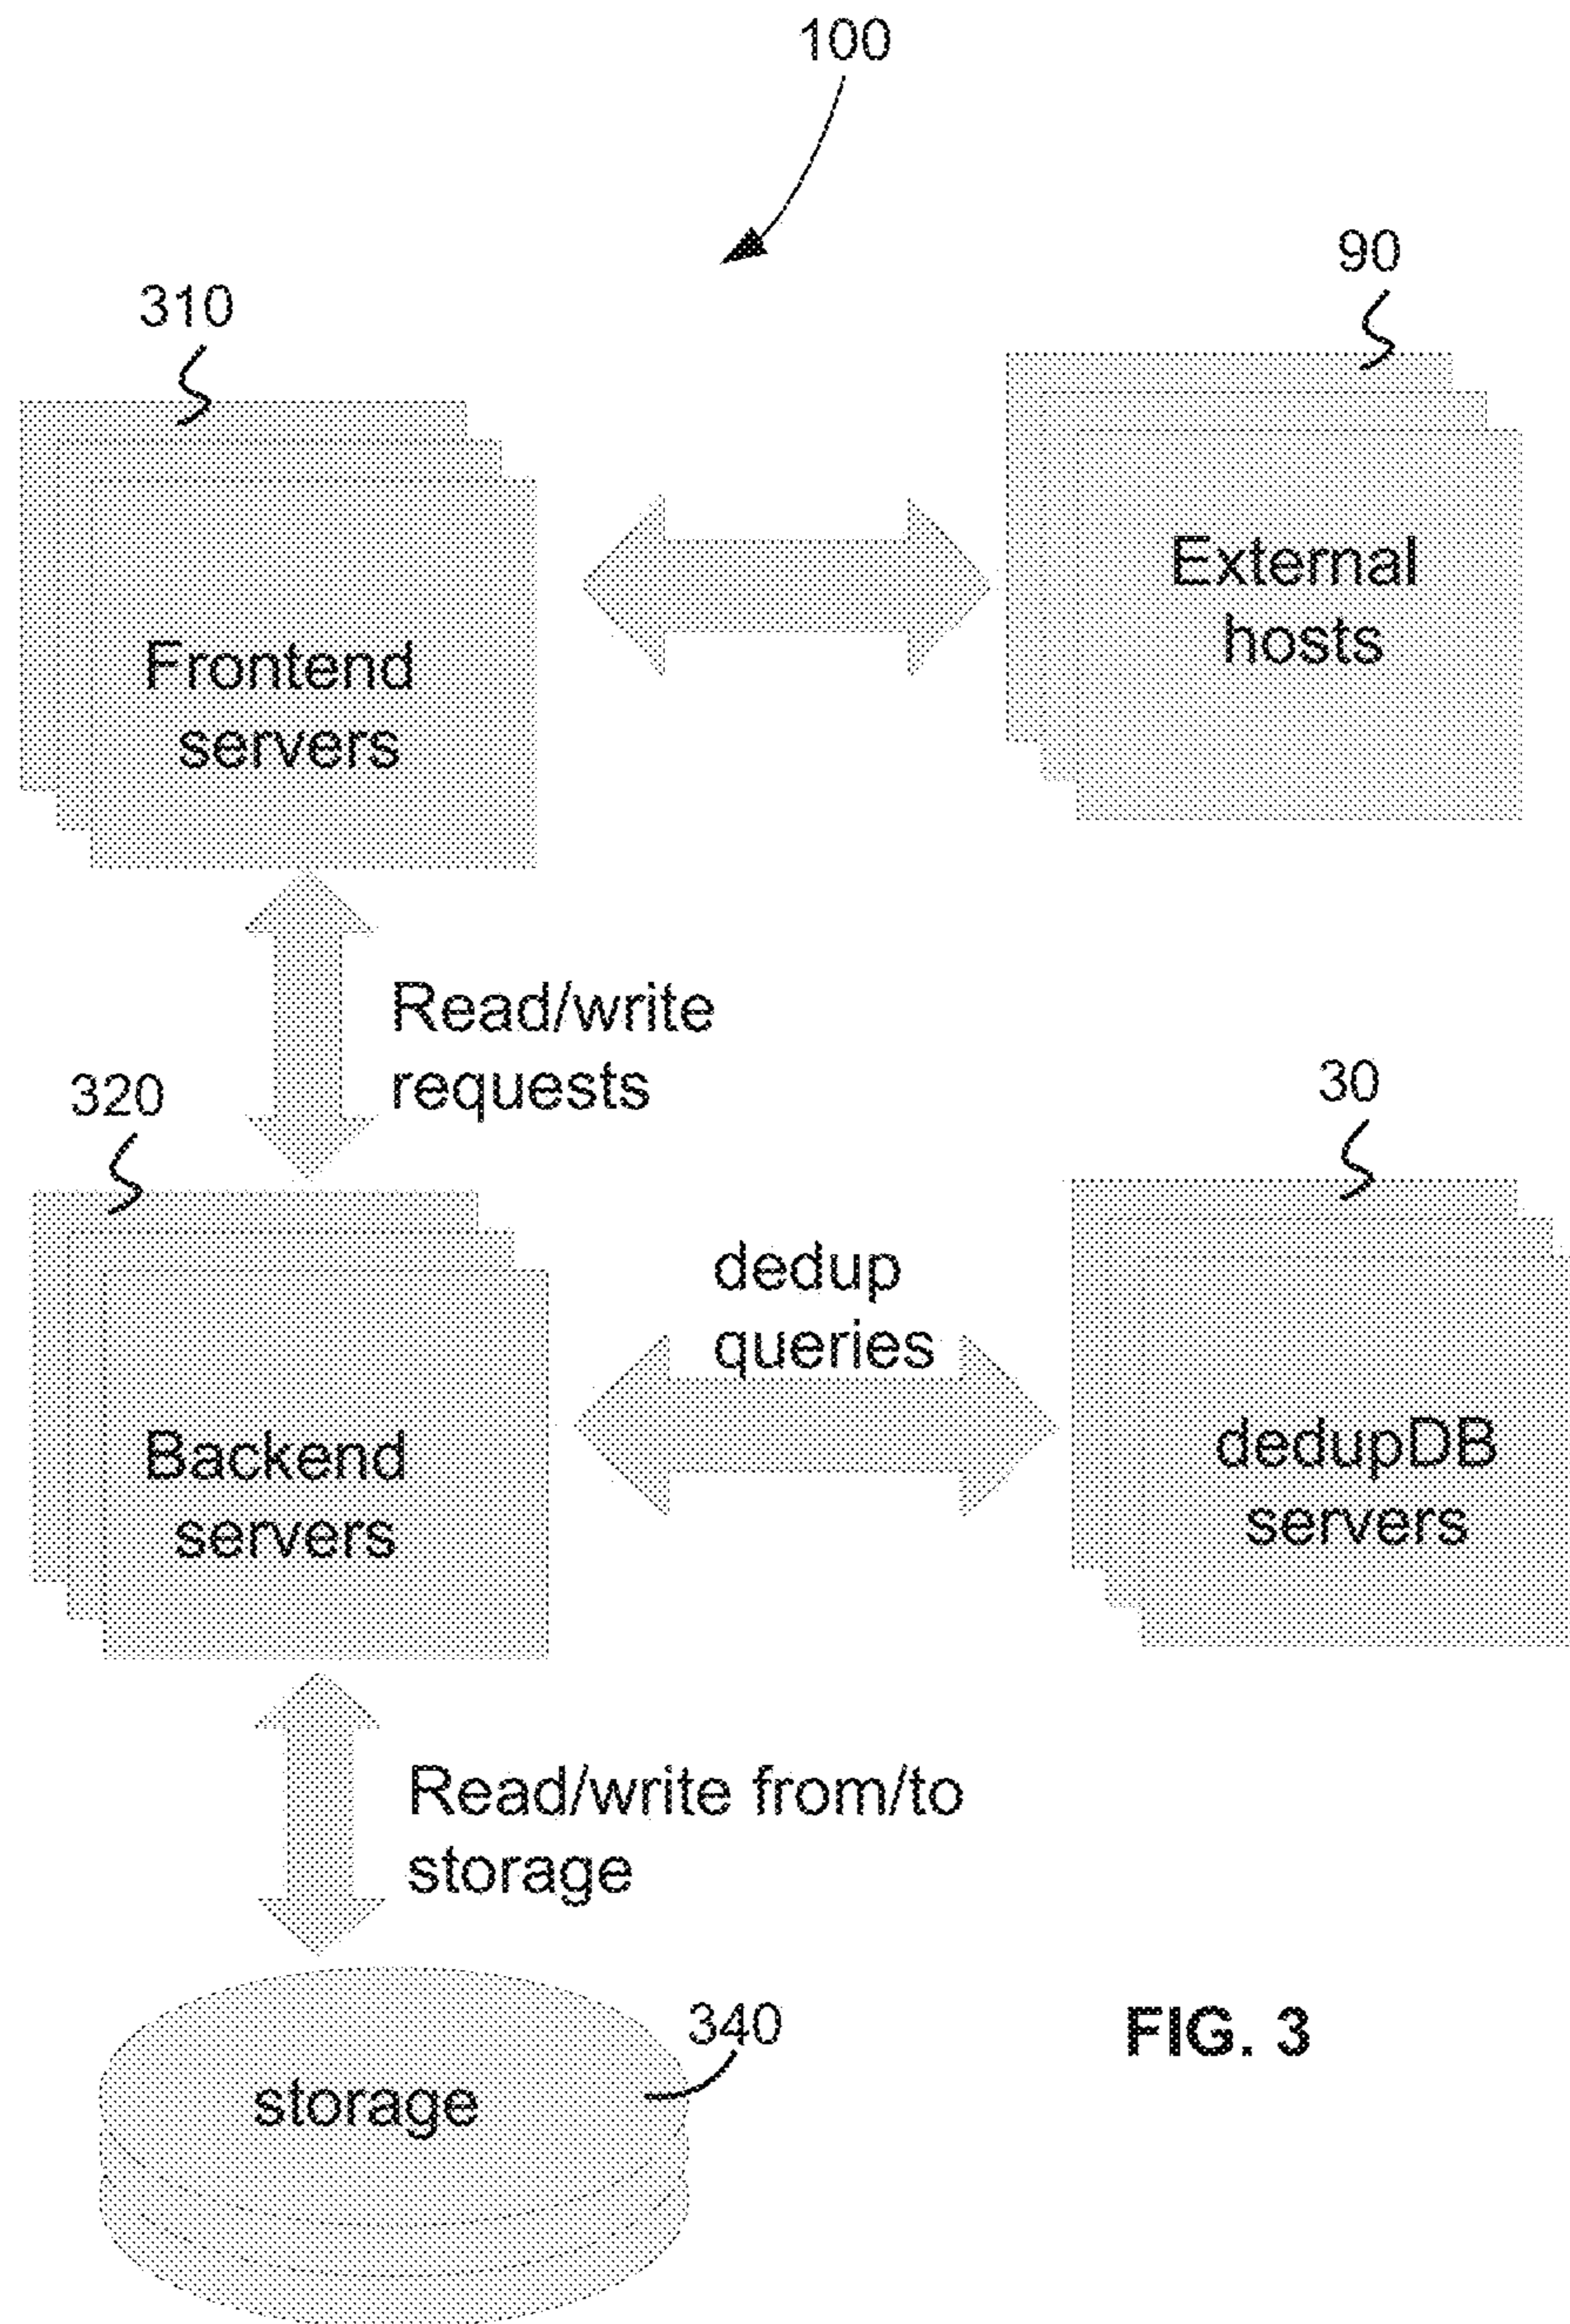 100
90
310
External
hosts
Frontend
servers
Read/write
requests
320
30
dedup
queries
Backend
servers
dedupDB
servers
Read/write from/to
storage
340
storage
FIG. 3